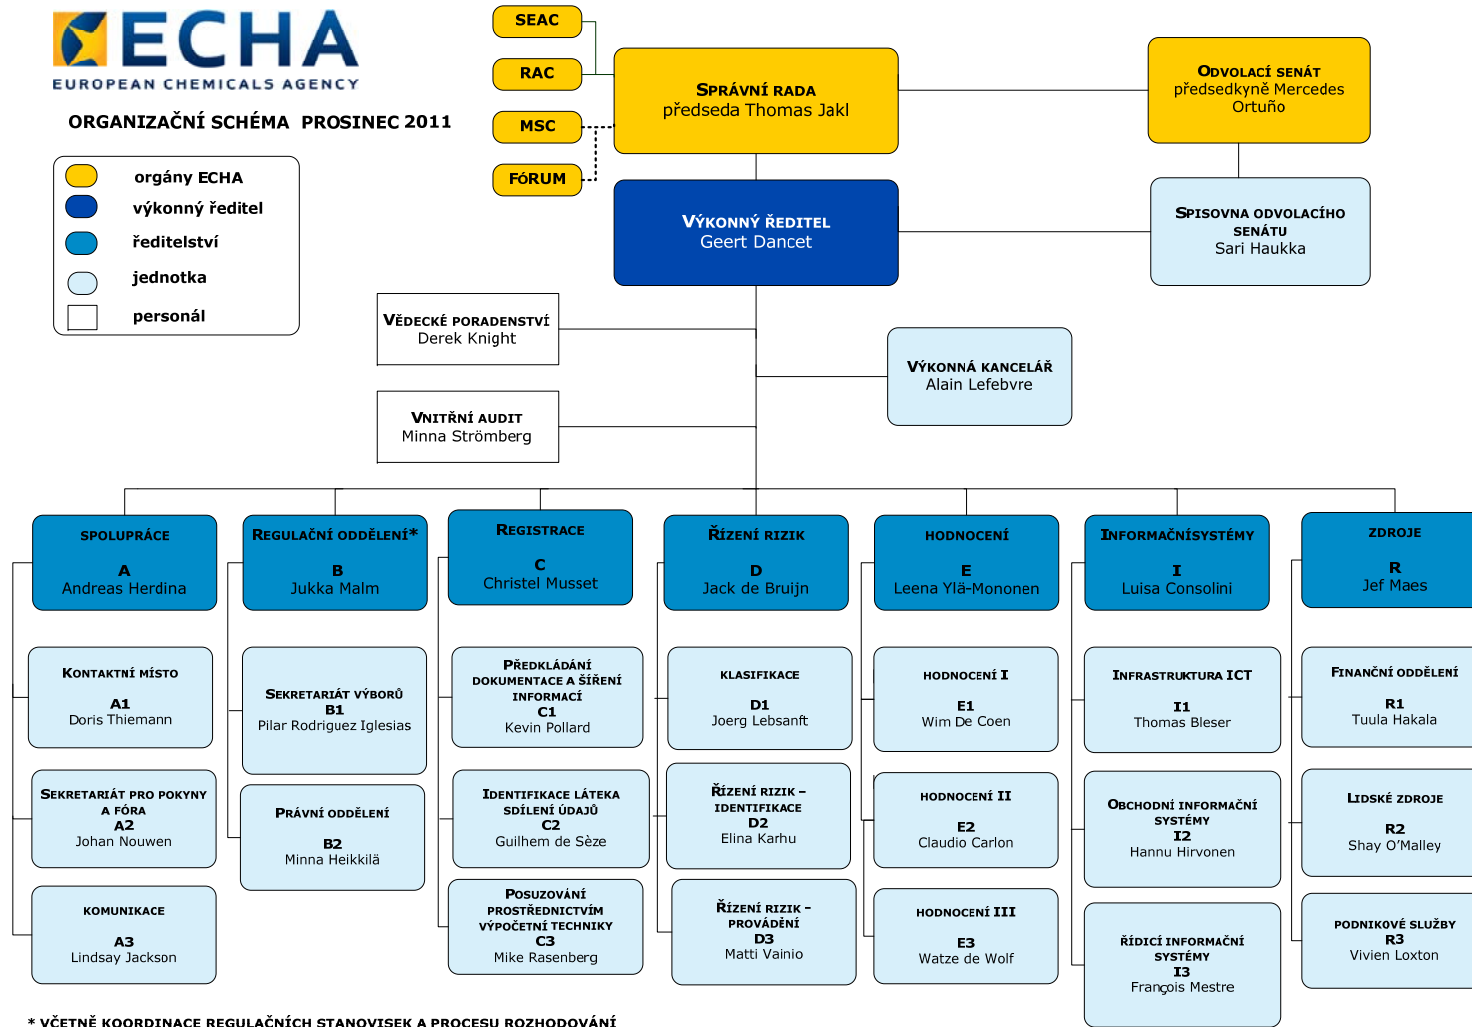 ECHA
EUROPEAN CHEMICALS AGENCY
ORGANIZAČNÍ SCHÉMA PROSINEC 2011
orgány ECHA
výkonný ředitel
ředitelství
jednotka
personál
SEAC
RAC
MSC
FÓRUM
SPRÁVNÍ RADA
předseda Thomas Jakl
ODVOLACÍ SENÁT
předsedkyně Mercedes
Ortuño
VÝKONNÝ ŘEDITEL
Geert Dancet
SPISOVNA ODVOLACÍHO
SENÁTU
Sari Haukka
VĚDECKÉ PORADENSTVÍ
Derek Knight
VÝKONNÁ KANCELÁŘ
Alain Lefebvre
VNITŘNÍ AUDIT
Minna Strömberg
SPOLUPRÁCE
A
Andreas Herdina
REGULAČNÍ ODDĚLENÍ*
B
Jukka Malm
REGISTRACE
C
Christel Musset
ŘÍZENÍ RIZIK
D
Jack de Bruijn
HODNOCENÍ
E
Leena Ylä-Mononen
INFORMAČNÍSYSTÉMY
I
Luisa Consolini
ZDROJE
R
Jef Maes
KONTAKTNÍ MÍSTO
A1
Doris Thiemann
SEKRETARIÁT VÝBORŮ
B1
Pilar Rodriguez Iglesias
PŘEDKLÁDÁNÍ
DOKUMENTACE A ŠÍŘENÍ
INFORMACÍ
C1
Kevin Pollard
KLASIFIKACE
D1
Joerg Lebsanft
HODNOCENÍ I
E1
Wim De Coen
INFRASTRUKTURA ICT
I1
Thomas Bleser
FINANČNÍ ODDĚLENÍ
R1
Tuula Hakala
SEKRETARIÁT PRO POKYNY
A FÓRA
A2
Johan Nouwen
PRÁVNÍ ODDĚLENÍ
B2
Minna Heikkilä
IDENTIFIKACE LÁTEKA
SDÍLENÍ ÚDAJŮ
C2
Guilhem de Sèze
ŘÍZENÍ RIZIK –
IDENTIFIKACE
D2
Elina Karhu
HODNOCENÍ II
E2
Claudio Carlon
OBCHODNÍ INFORMAČNÍ
SYSTÉMY
I2
Hannu Hirvonen
LIDSKÉ ZDROJE
R2
Shay O’Malley
KOMUNIKACE
A3
Lindsay Jackson
POSUZOVÁNÍ
PROSTŘEDNICTVÍM
VÝPOČETNÍ TECHNIKY
C3
Mike Rasenberg
ŘÍZENÍ RIZIK –
PROVÁDĚNÍ
D3
Matti Vainio
HODNOCENÍ III
E3
Watze de Wolf
ŘÍDICÍ INFORMAČNÍ
SYSTÉMY
I3
François Mestre
PODNIKOVÉ SLUŽBY
R3
Vivien Loxton
* VČETNĚ KOORDINACE REGULAČNÍCH STANOVISEK A PROCESU ROZHODOVÁNÍ